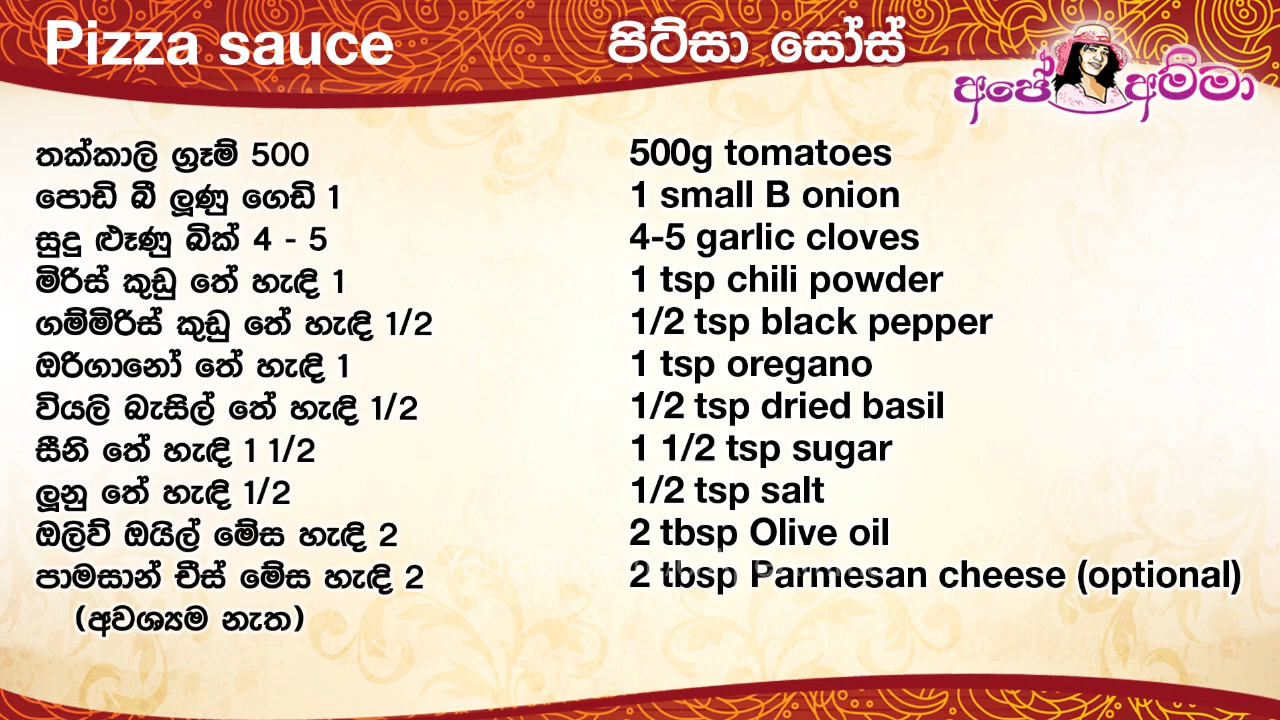 Pizza sauce
පිට්සා සෝස්
අපේ අම්මා
තක්කාලි ග්‍රෑම් 500
පොඩි බී ලූණු ගෙඩි 1
සුදු ළූණු බික් 4 - 5
මිරිස් කුඩු තේ හැඳි 1
ගම්මිරිස් කුඩු තේ හැඳි 1/2
ඔරිගානෝ තේ හැඳි 1
වියලි බැසිල් තේ හැඳි 1/2
සීනි තේ හැඳි 1 1/2
ලූනු තේ හැඳි 1/2
ඔලිව් ඔයිල් මේස හැඳි 2
පාමසාන් චීස් මේස හැඳි 2
(අවශ්‍යම නැත)
500g tomatoes
1 small B onion
4-5 garlic cloves
1 tsp chili powder
1/2 tsp black pepper
1 tsp oregano
1/2 tsp dried basil
1 1/2 tsp sugar
1/2 tsp salt
2 tbsp Olive oil
2 tbsp Parmesan cheese (optional)